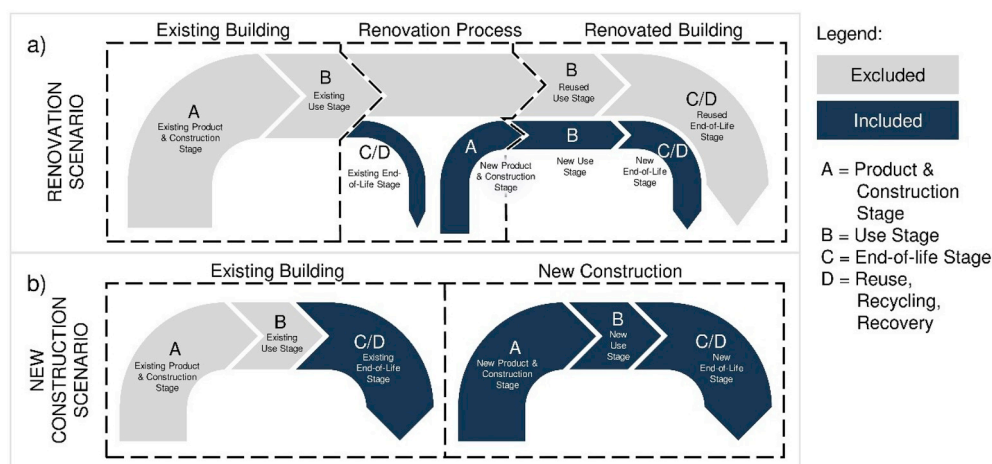 a)
RENOVATION
SCENARIO
Existing Building
Renovation Process
Renovated Building
A
Existing Product
& Construction
Stage
B
Existing
Use Stage
C/D
Existing End-
of-Life Stage
A
New Product
& Construction
Stage
B
Reused
Use Stage
B
New Use
Stage
C/D
Reused
End-of-Life
Stage
C/D
New
End-of-Life
Stage
b)
NEW
CONSTRUCTION
SCENARIO
Existing Building
New Construction
A
Existing Product
& Construction
Stage
B
Existing
Use Stage
C/D
Existing
End-of-Life
Stage
A
New Product &
Construction
Stage
B
New
Use
Stage
C/D
New
End-of-Life
Stage
Legend:
Excluded
Included
A = Product &
Construction
Stage
B = Use Stage
C = End-of-life Stage
D = Reuse,
Recycling,
Recovery